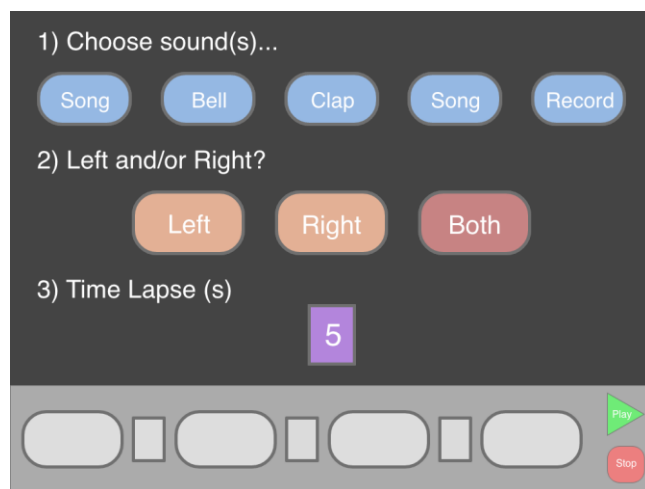 1) Choose sound(s)...
Song Bell Clap Song Record
2) Left and/or Right?
Left Right Both
3) Time Lapse (s)
5
Play
Stop